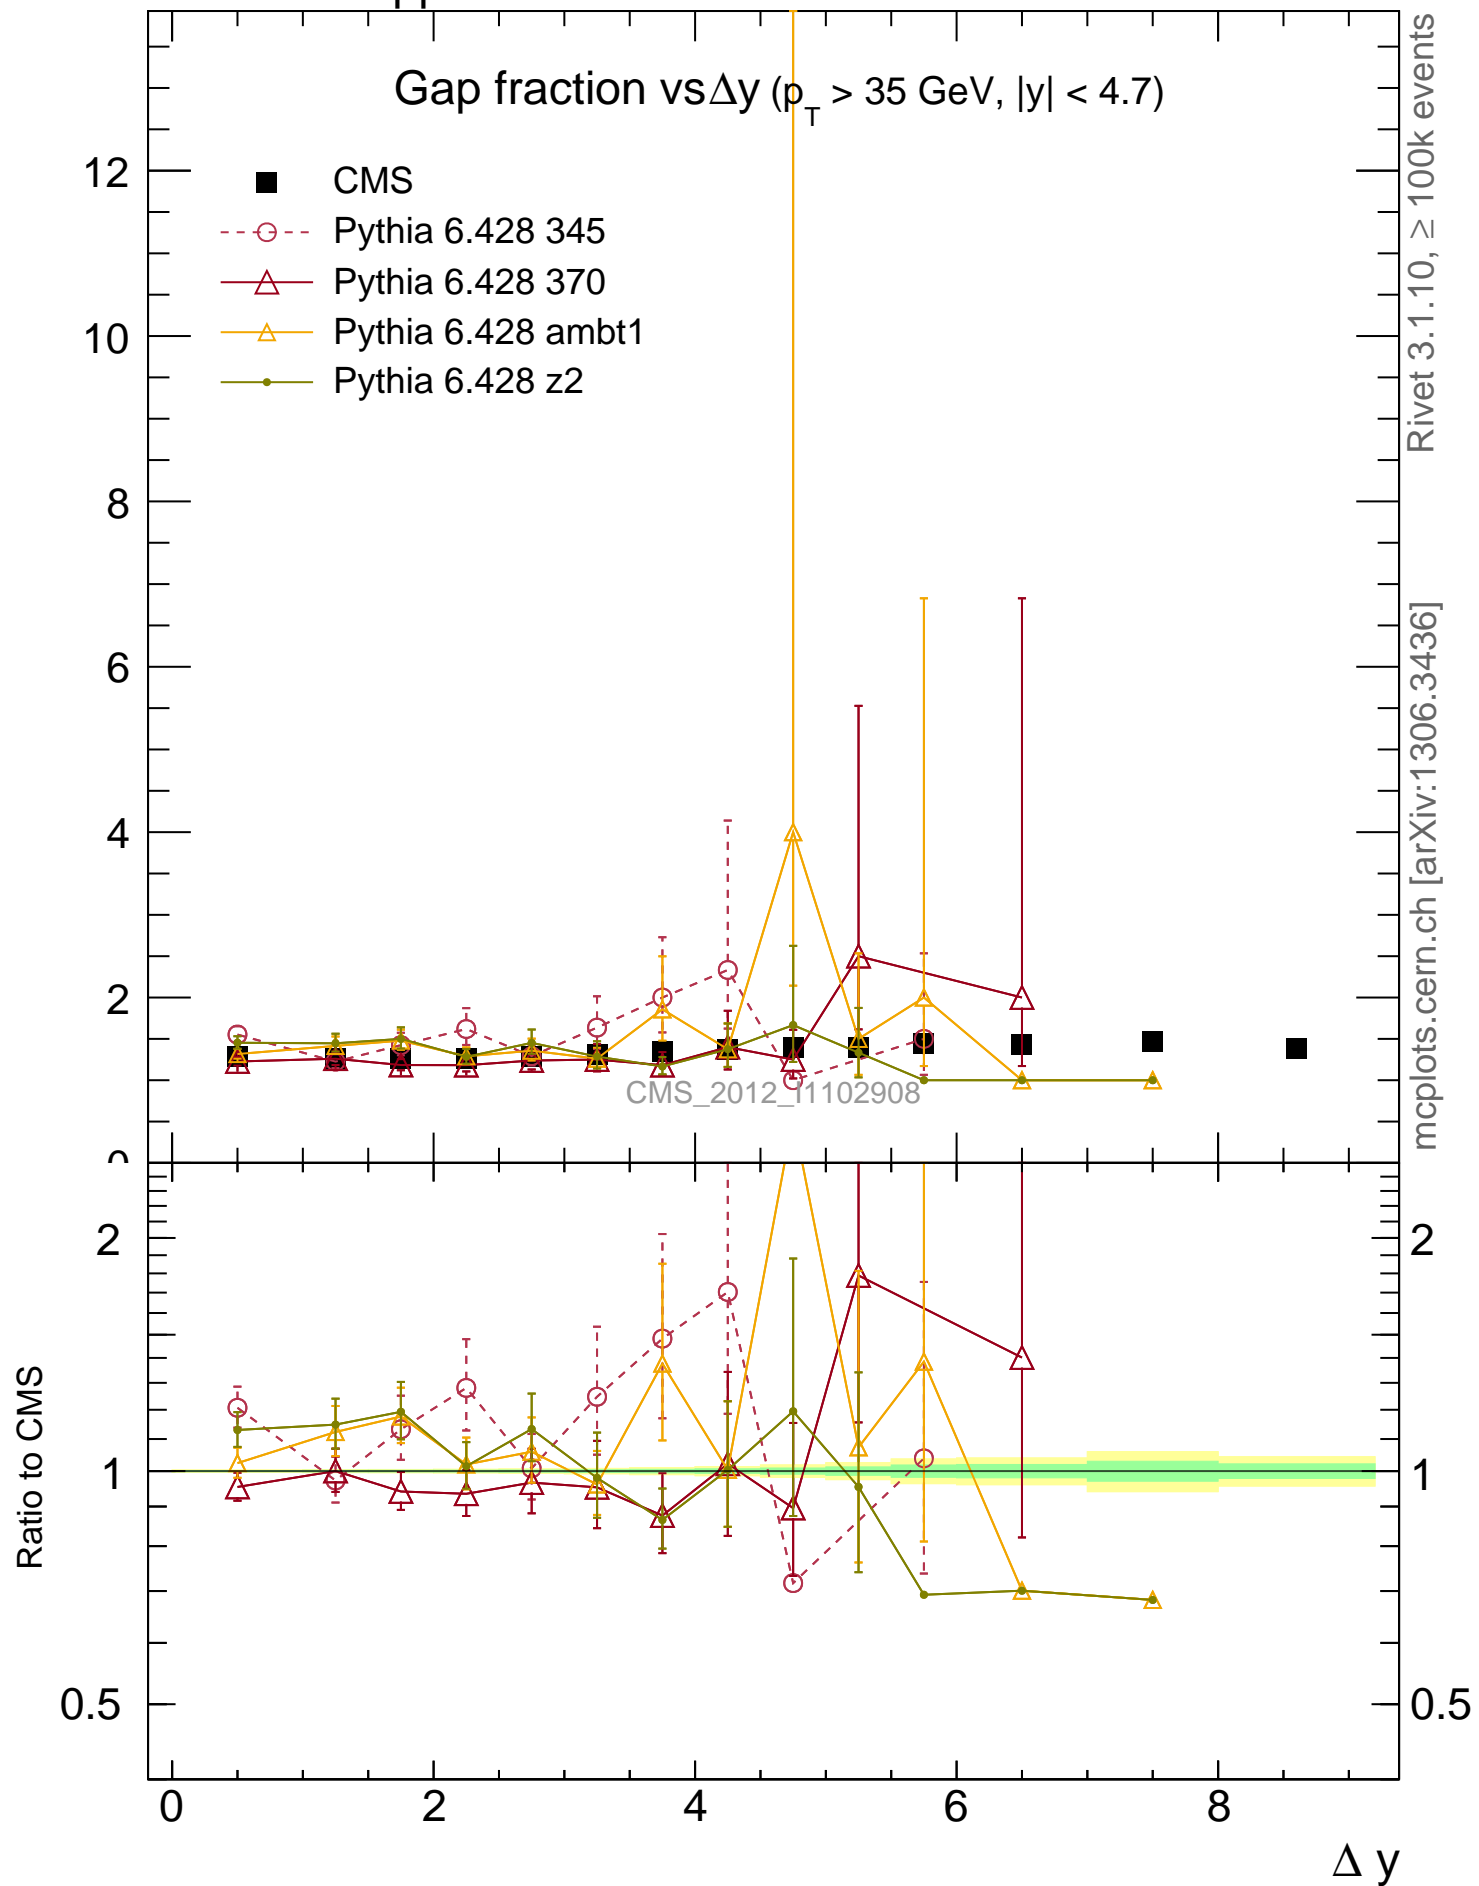 Gap fraction vsΔy (p_T > 35 GeV, |y| < 4.7)
CMS
Pythia 6.428 345
Pythia 6.428 370
Pythia 6.428 ambt1
Pythia 6.428 z2
12
10
8
6
4
2
0
CMS_2012_I1102908
Rivet 3.1.10, ≥ 100k events
mcplots.cern.ch [arXiv:1306.3436]
Ratio to CMS
2
1
0.5
2
1
0.5
0
2
4
6
8
Δ y